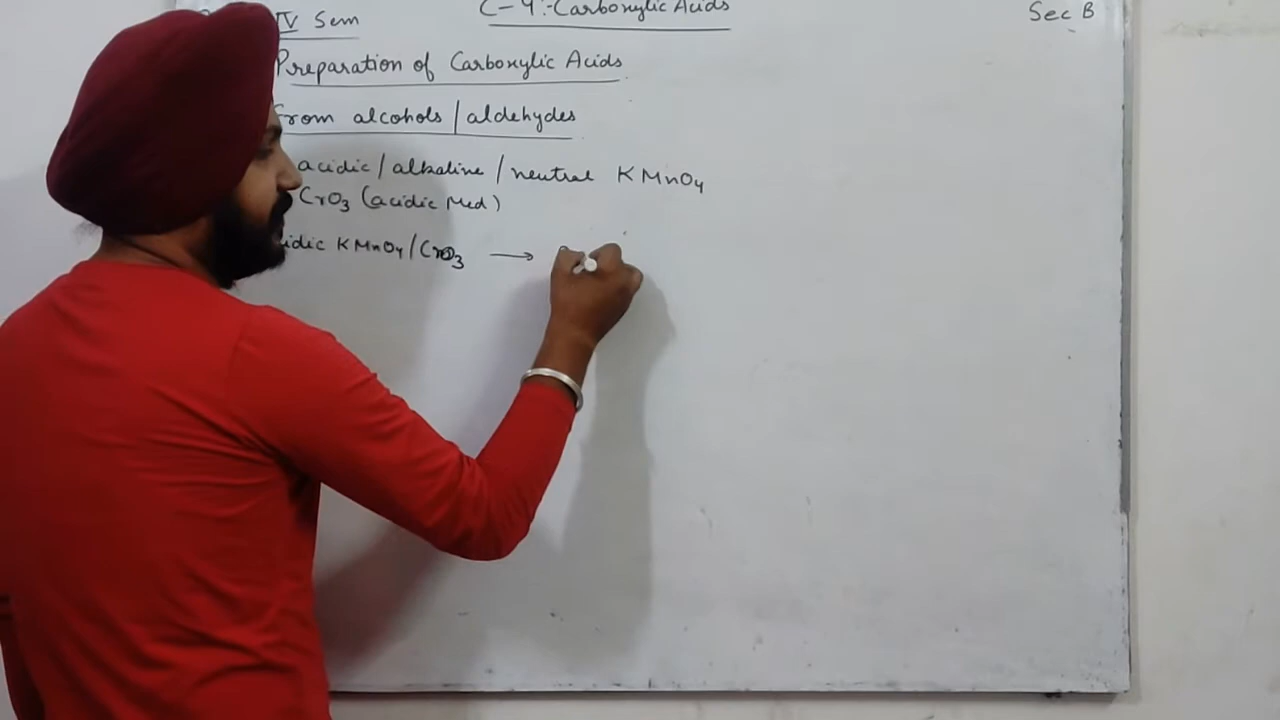 IV Sem C-4:-Carboxylic Acids Sec B
Preparation of Carboxylic Acids
From alcohols/aldehydes
acidic/alkaline/neutral KMnO4
CrO3 (acidic Med)
idic KMnO4/CrO3 →